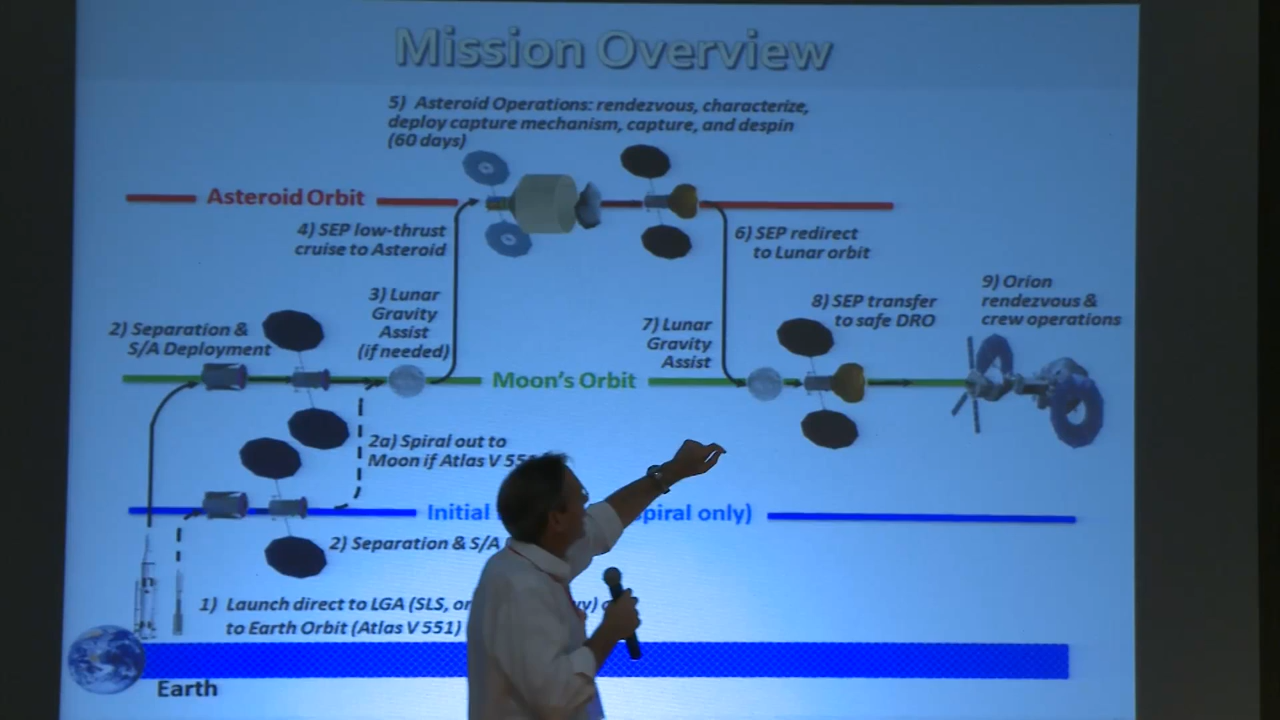 Mission Overview
5) Asteroid Operations: rendezvous, characterize,
deploy capture mechanism, capture, and despin
(60 days)
Asteroid Orbit
4) SEP low-thrust
cruise to Asteroid
6) SEP redirect
to Lunar orbit
3) Lunar
Gravity
Assist
(if needed)
2) Separation &
S/A Deployment
7) Lunar
Gravity
Assist
8) SEP transfer
to safe DRO
9) Orion
rendezvous &
crew operations
Moon's Orbit
2a) Spiral out to
Moon if Atlas V
Initial spiral only)
2) Separation & S/A
1) Launch direct to LGA (SLS, or
to Earth Orbit (Atlas V 551)
Earth